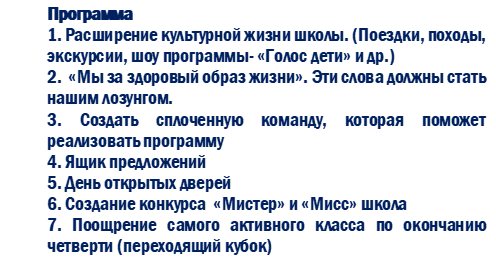 Программа
1. Расширение культурной жизни школы. (Поездки, походы,
экскурсии, шоу программы- «Голос дети» и др.)
2. «Мы за здоровый образ жизни». Эти слова должны стать
нашим лозунгом.
3. Создать сплоченную команду, которая поможет
реализовать программу
4. Ящик предложений
5. День открытых дверей
6. Создание конкурса «Мистер» и «Мисс» школа
7. Поощрение самого активного класса по окончанию
четверти (переходящий кубок)